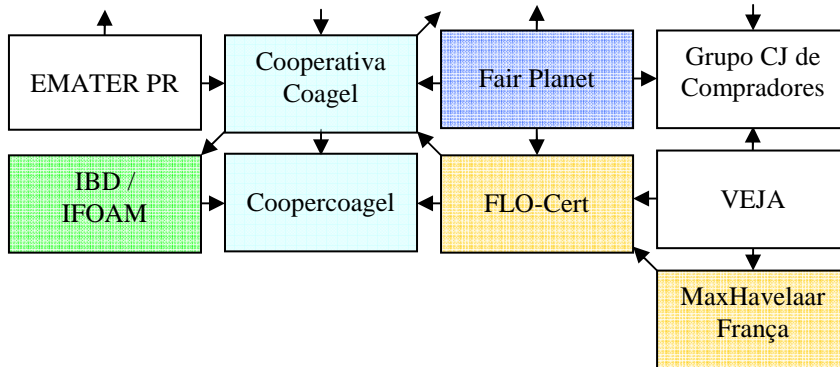 EMATER PR
Cooperativa
Coagel
Fair Planet
Grupo CJ de
Compradores
IBD /
IFOAM
Coopercoagel
FLO-Cert
VEJA
MaxHavelaar
França